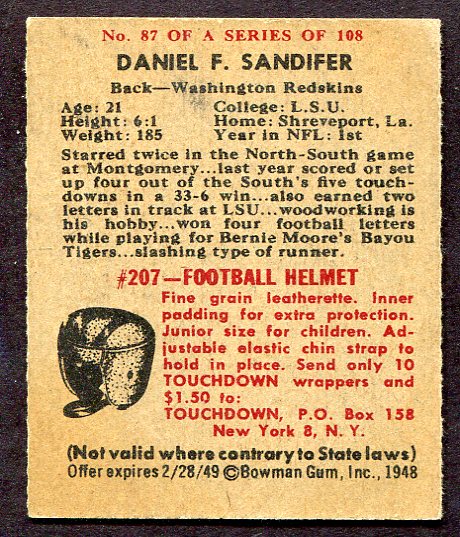 No. 87 OF A SERIES OF 108
DANIEL F. SANDIFER
Back—Washington Redskins
Age: 21 College: L.S.U.
Height: 6:1 Home: Shreveport, La.
Weight: 185 Year in NFL: 1st
Starred twice in the North-South game
at Montgomery...last year scored or set
up four out of the South's five touch-
downs in a 33-6 win...also earned two
letters in track at LSU...woodworking is
his hobby...won four football letters
while playing for Bernie Moore's Bayou
Tigers...slashing type of runner.
#207—FOOTBALL HELMET
Fine grain leatherette. Inner
padding for extra protection.
Junior size for children. Ad-
justable elastic chin strap to
hold in place. Send only 10
TOUCHDOWN wrappers and
$1.50 to:
TOUCHDOWN, P.O. Box 158
New York 8, N. Y.
(Not valid where contrary to State laws)
Offer expires 2/28/49 ©Bowman Gum, Inc., 1948